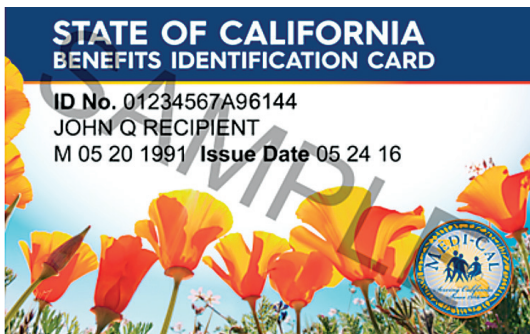 STATE OF CALIFORNIA
BENEFITS IDENTIFICATION CARD
ID No. 01234567A96144
JOHN Q RECIPIENT
M 05 20 1991 Issue Date 05 24 16
SAMPLE
MEDI-CAL